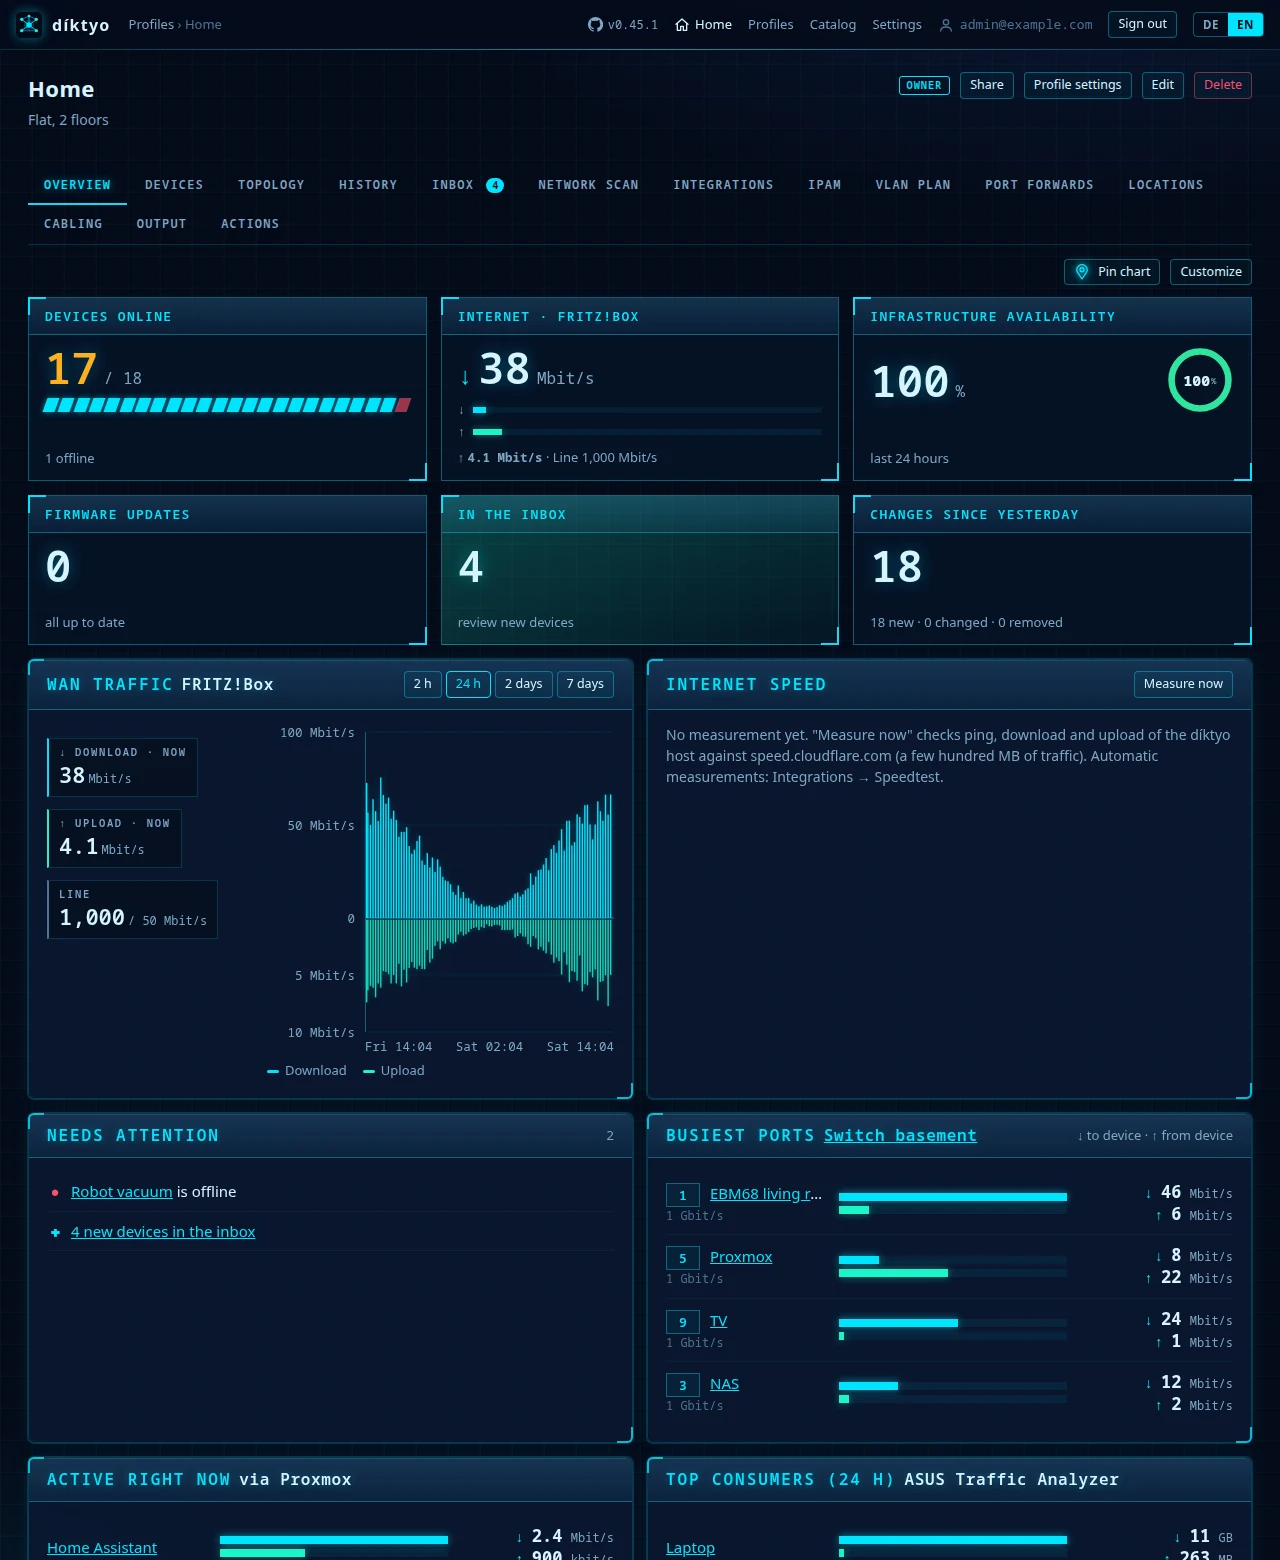 díktyo
Profiles › Home
v0.45.1
Home
Profiles
Catalog
Settings
admin@example.com
Sign out
DE
EN
Home
Flat, 2 floors
OWNER
Share
Profile settings
Edit
Delete
OVERVIEW
DEVICES
TOPOLOGY
HISTORY
INBOX 4
NETWORK SCAN
INTEGRATIONS
IPAM
VLAN PLAN
PORT FORWARDS
LOCATIONS
CABLING
OUTPUT
ACTIONS
Pin chart
Customize
DEVICES ONLINE
17 / 18
1 offline
INTERNET · FRITZ!BOX
↓ 38 Mbit/s
↓
↑
↑ 4.1 Mbit/s · Line 1,000 Mbit/s
INFRASTRUCTURE AVAILABILITY
100 %
100%
last 24 hours
FIRMWARE UPDATES
0
all up to date
IN THE INBOX
4
review new devices
CHANGES SINCE YESTERDAY
18
18 new · 0 changed · 0 removed
WAN TRAFFIC FRITZ!Box
2 h
24 h
2 days
7 days
↓ DOWNLOAD · NOW
38 Mbit/s
↑ UPLOAD · NOW
4.1 Mbit/s
LINE
1,000 / 50 Mbit/s
100 Mbit/s
50 Mbit/s
0
5 Mbit/s
10 Mbit/s
Fri 14:04
Sat 02:04
Sat 14:04
Download
Upload
INTERNET SPEED
Measure now
No measurement yet. "Measure now" checks ping, download and upload of the díktyo
host against speed.cloudflare.com (a few hundred MB of traffic). Automatic
measurements: Integrations → Speedtest.
NEEDS ATTENTION
2
Robot vacuum is offline
4 new devices in the inbox
BUSIEST PORTS Switch basement
↓ to device · ↑ from device
1 EBM68 living r...
1 Gbit/s
↓ 46 Mbit/s
↑ 6 Mbit/s
5 Proxmox
1 Gbit/s
↓ 8 Mbit/s
↑ 22 Mbit/s
9 TV
1 Gbit/s
↓ 24 Mbit/s
↑ 1 Mbit/s
3 NAS
1 Gbit/s
↓ 12 Mbit/s
↑ 2 Mbit/s
ACTIVE RIGHT NOW via Proxmox
Home Assistant
↓ 2.4 Mbit/s
↑ 900 kbit/s
TOP CONSUMERS (24 H) ASUS Traffic Analyzer
Laptop
↓ 11 GB
↑ 263 MB